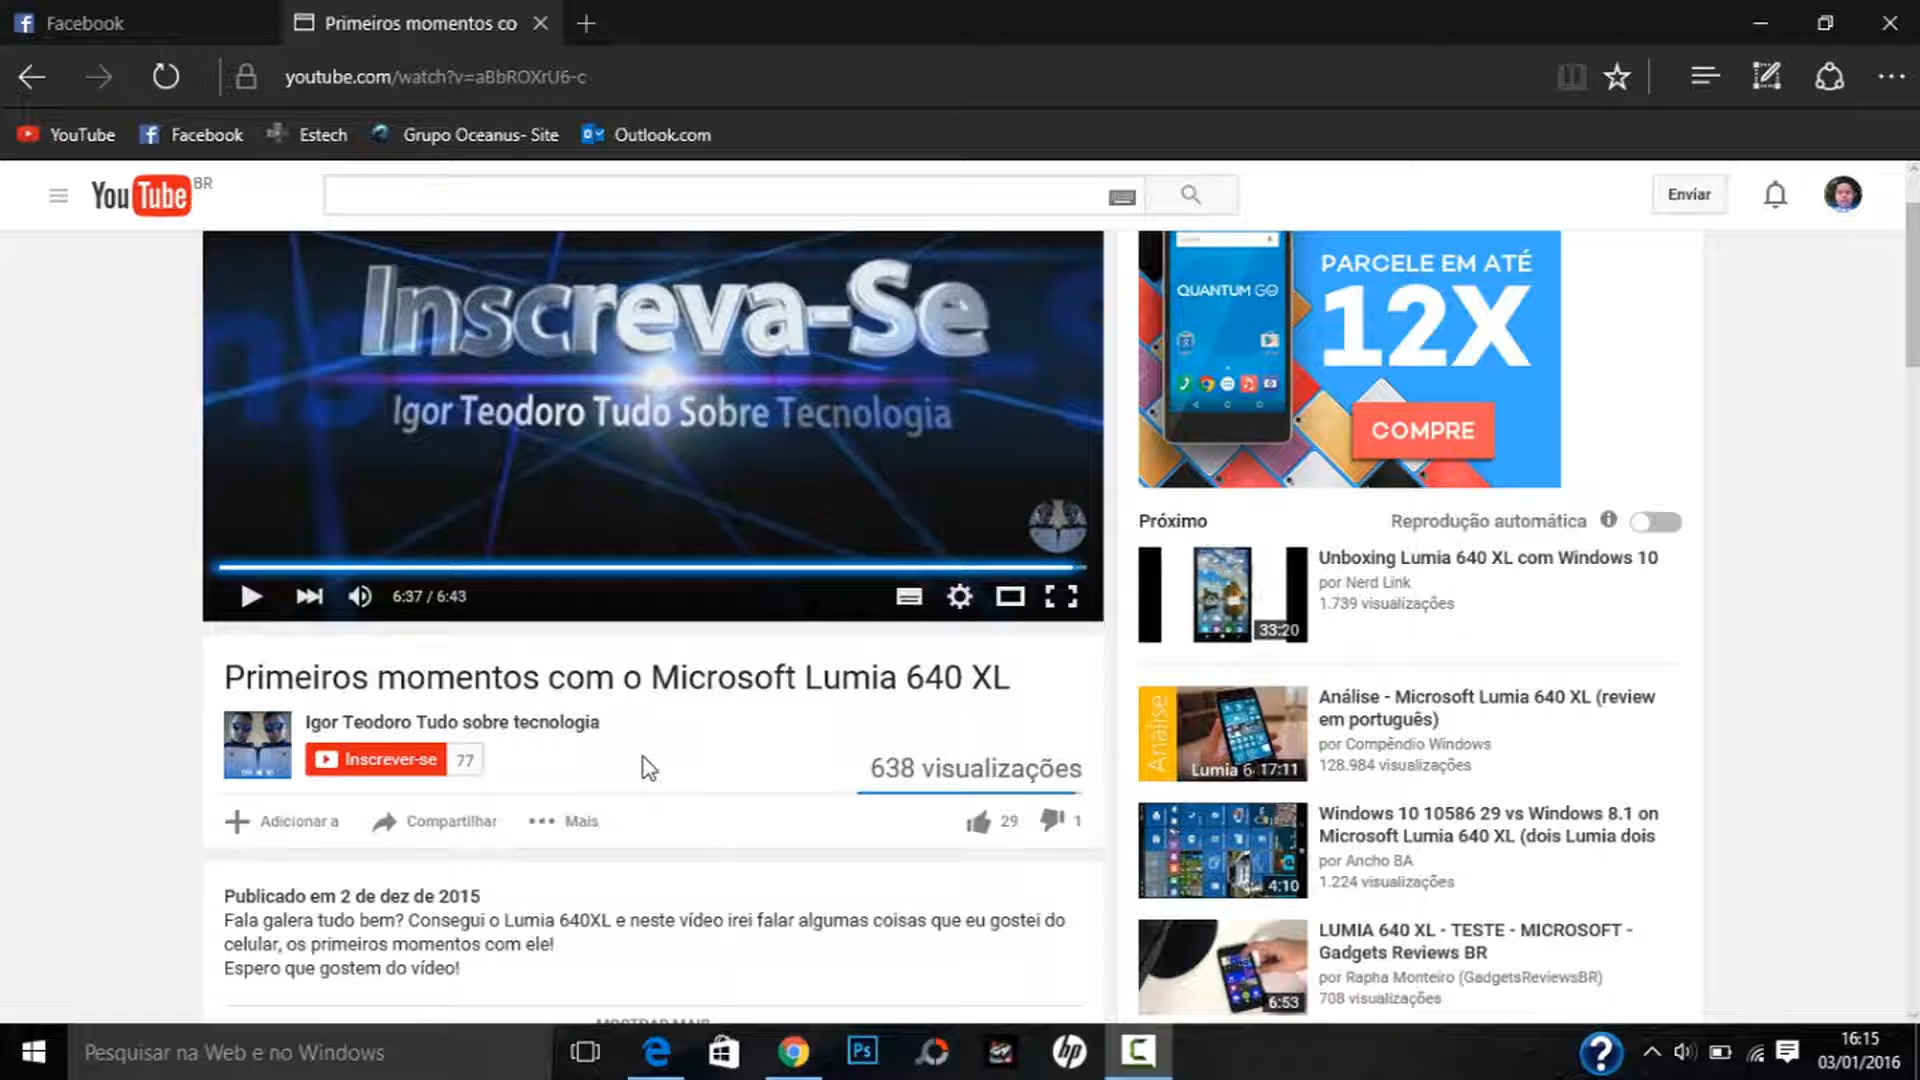 Facebook
Primeiros momentos co
youtube.com/watch?v=aBbROXrU6-c
YouTube
Facebook
Estech
Grupo Oceanus- Site
Outlook.com
YouTube BR
Enviar
Inscreva-Se
Igor Teodoro Tudo Sobre Tecnologia
6:37 / 6:43
QUANTUM GO
PARCELE EM ATÉ
12X
COMPRE
Primeiros momentos com o Microsoft Lumia 640 XL
Igor Teodoro Tudo sobre tecnologia
Inscrever-se 77
638 visualizações
Adicionar a
Compartilhar
Mais
29
1
Publicado em 2 de dez de 2015
Fala galera tudo bem? Consegui o Lumia 640XL e neste vídeo irei falar algumas coisas que eu gostei do
celular, os primeiros momentos com ele!
Espero que gostem do vídeo!
MOSTRAR MAIS
Próximo
Reprodução automática
33:20
Unboxing Lumia 640 XL com Windows 10
por Nerd Link
1.739 visualizações
Análise
Lumia 6
17:11
Análise - Microsoft Lumia 640 XL (review
em português)
por Compêndio Windows
128.984 visualizações
4:10
Windows 10 10586 29 vs Windows 8.1 on
Microsoft Lumia 640 XL (dois Lumia dois
por Ancho BA
1.224 visualizações
6:53
LUMIA 640 XL - TESTE - MICROSOFT -
Gadgets Reviews BR
por Rapha Monteiro (GadgetsReviewsBR)
708 visualizações
Pesquisar na Web e no Windows
Ps
hp
16:15
03/01/2016